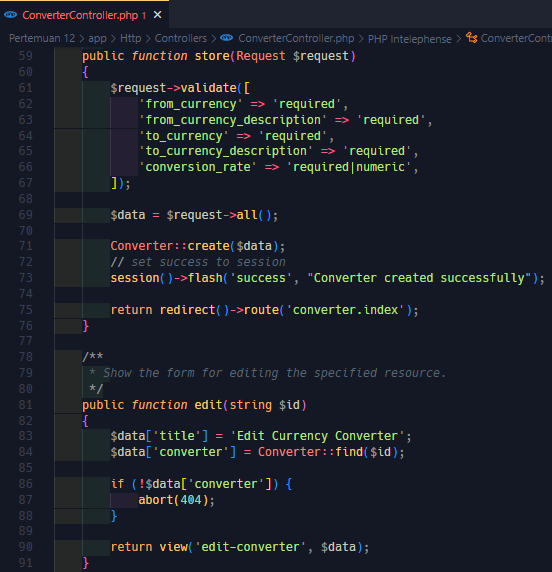 ConverterController.php 1 ×
Pertemuan 12 > app > Http > Controllers > ConverterController.php > PHP Intelephense > ConverterContr
59 public function store(Request $request)
60 {
61 $request->validate([
62 'from_currency' => 'required',
63 'from_currency_description' => 'required',
64 'to_currency' => 'required',
65 'to_currency_description' => 'required',
66 'conversion_rate' => 'required|numeric',
67 ]);
68
69 $data = $request->all();
70
71 Converter::create($data);
72 // set success to session
73 session()->flash('success', "Converter created successfully");
74
75 return redirect()->route('converter.index');
76 }
77
78 /**
79 * Show the form for editing the specified resource.
80 */
81 public function edit(string $id)
82 {
83 $data['title'] = 'Edit Currency Converter';
84 $data['converter'] = Converter::find($id);
85
86 if (!$data['converter']) {
87 abort(404);
88 }
89
90 return view('edit-converter', $data);
91 }